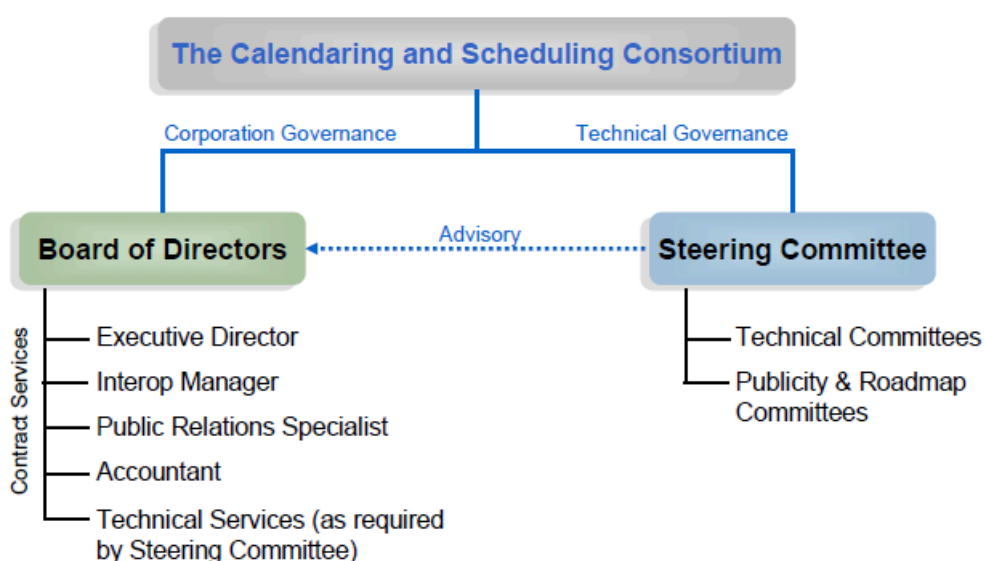 The Calendaring and Scheduling Consortium
Corporation Governance
Technical Governance
Board of Directors
Advisory
Steering Committee
Contract Services
Executive Director
Interop Manager
Public Relations Specialist
Accountant
Technical Services (as required
by Steering Committee)
Technical Committees
Publicity & Roadmap
Committees